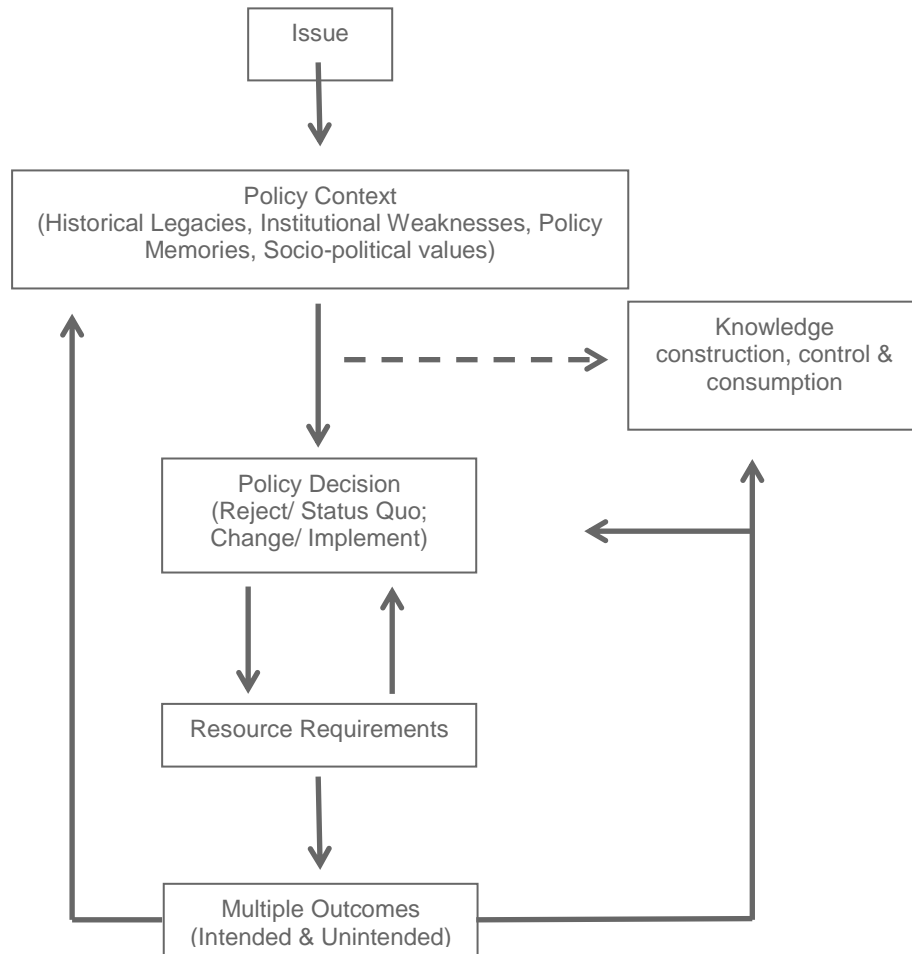 Issue
Policy Context
(Historical Legacies, Institutional Weaknesses, Policy
Memories, Socio-political values)
Knowledge
construction, control &
consumption
Policy Decision
(Reject/ Status Quo;
Change/ Implement)
Resource Requirements
Multiple Outcomes
(Intended & Unintended)